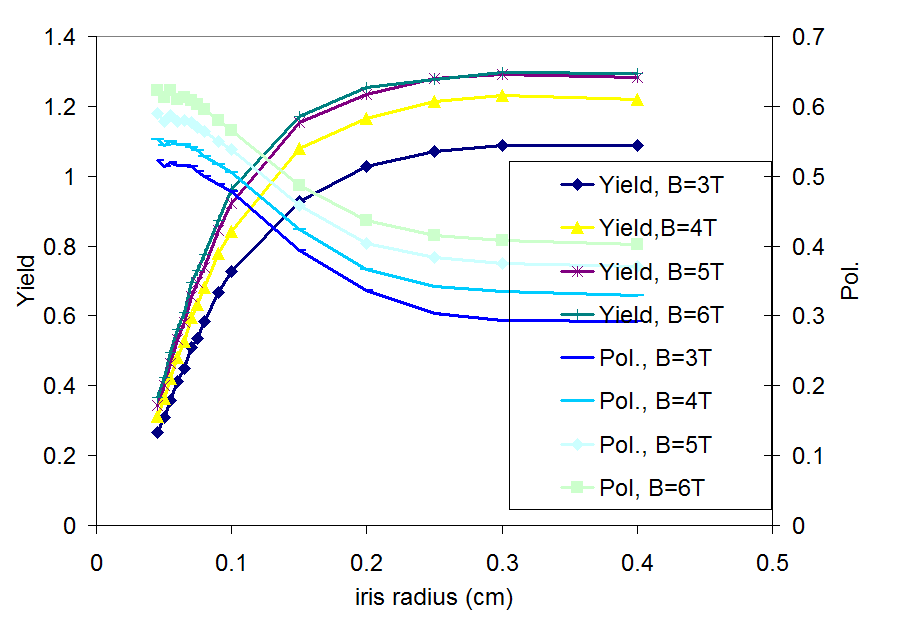 1.4
1.2
1
0.8
0.6
0.4
0.2
0
Yield
0.7
0.6
0.5
0.4
0.3
0.2
0.1
0
Pol.
Yield, B=3T
Yield,B=4T
Yield, B=5T
Yield, B=6T
Pol., B=3T
Pol., B=4T
Pol., B=5T
Pol, B=6T
0 0.1 0.2 0.3 0.4 0.5
iris radius (cm)